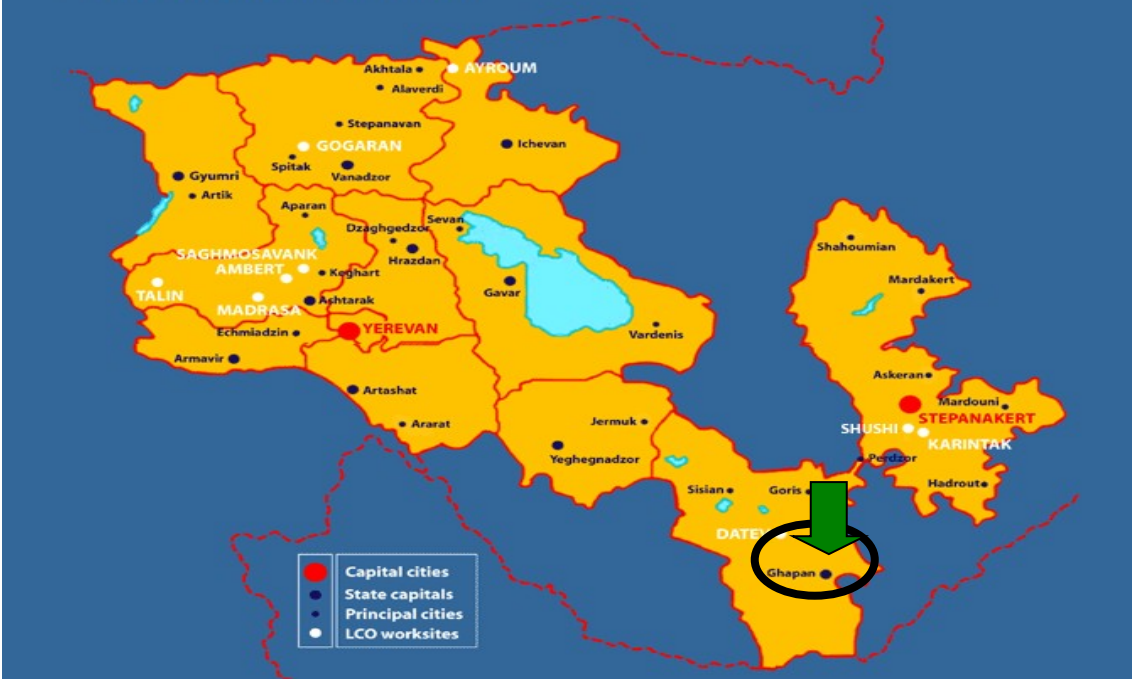 Akhtala
AYROUM
Alaverdi
Stepanavan
GOGARAN
Ichevan
Spitak
Vanadzor
Gyumri
Artik
Aparan
Sevan
Dzaghgedzor
Shahoumian
SAGHMOSAVANK
Hrazdan
AMBERT
Keghart
Mardakert
TALIN
Gavar
MADRASA
Ashtarak
Echmiadzin
YEREVAN
Vardenis
Armavir
Askeran
Artashat
Mardouni
STEPANAKERT
Ararat
Jermuk
SHUSHI
KARINTAK
Yeghegnadzor
Perdzor
Sisian
Goris
Hadrout
DATEV
Ghapan
Capital cities
State capitals
Principal cities
LCO worksites